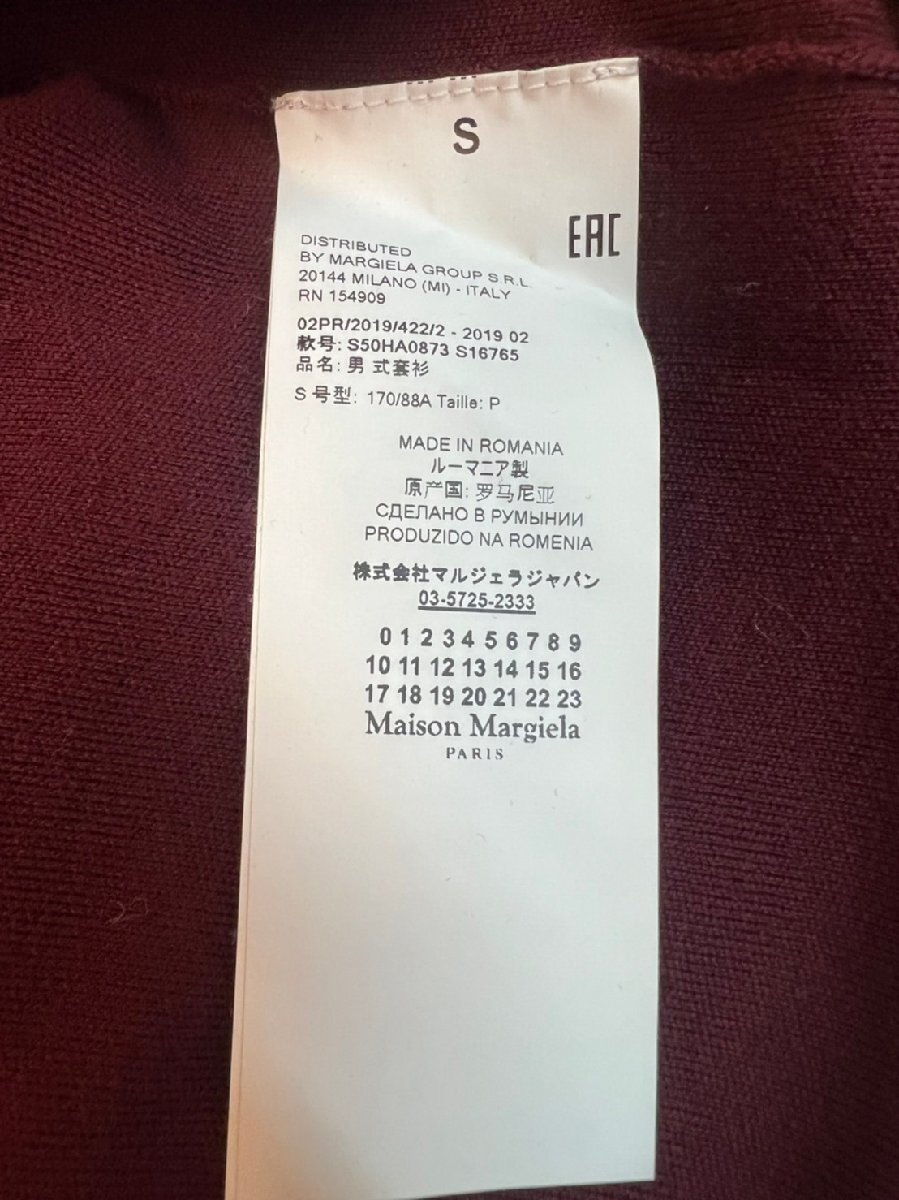 S
EAC
DISTRIBUTED
BY MARGIELA GROUP S.R.L.
20144 MILANO (MI) - ITALY
RN 154909
02PR/2019/422/2 - 2019 02
款号: S50HA0873 S16765
品名: 男 式套衫
S 号型: 170/88A Taille: P
MADE IN ROMANIA
ルーマニア製
原产国: 罗马尼亚
СДЕЛАНО В РУМЫНИИ
PRODUZIDO NA ROMENIA
株式会社マルジェラジャパン
03-5725-2333
0 1 2 3 4 5 6 7 8 9
10 11 12 13 14 15 16
17 18 19 20 21 22 23
Maison Margiela
PARIS